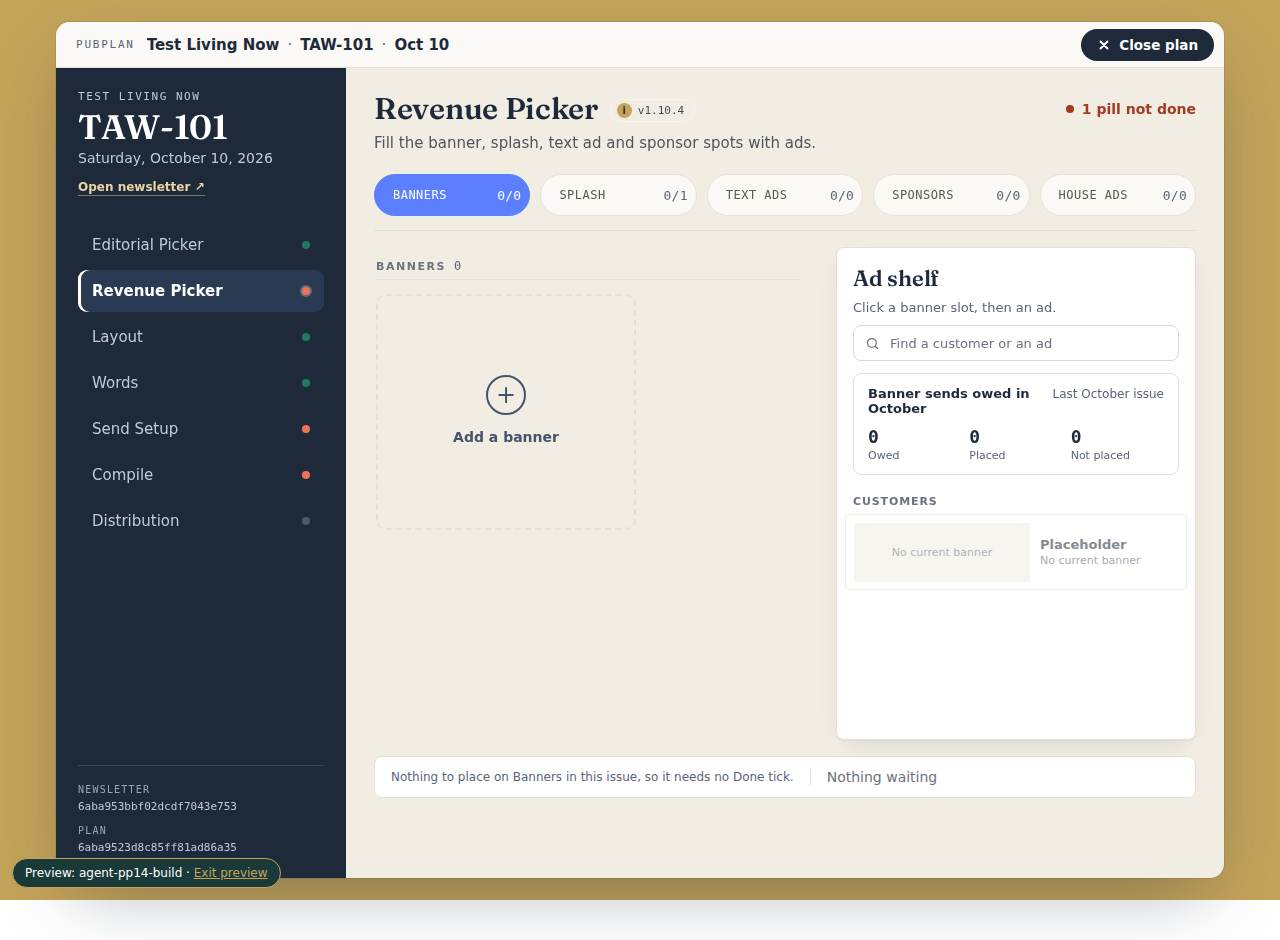 PUBPLAN Test Living Now · TAW-101 · Oct 10
Close plan
TEST LIVING NOW
TAW-101
Saturday, October 10, 2026
Open newsletter ↗
Editorial Picker
Revenue Picker
Layout
Words
Send Setup
Compile
Distribution
NEWSLETTER
6aba953bbf02dcdf7043e753
PLAN
6aba9523d8c85ff81ad86a35
Preview: agent-pp14-build · Exit preview
Revenue Picker
i v1.10.4
1 pill not done
Fill the banner, splash, text ad and sponsor spots with ads.
BANNERS 0/0
SPLASH 0/1
TEXT ADS 0/0
SPONSORS 0/0
HOUSE ADS 0/0
BANNERS 0
Add a banner
Ad shelf
Click a banner slot, then an ad.
Find a customer or an ad
Banner sends owed in
October
Last October issue
0 0 0
Owed Placed Not placed
CUSTOMERS
No current banner
Placeholder
No current banner
Nothing to place on Banners in this issue, so it needs no Done tick.
Nothing waiting